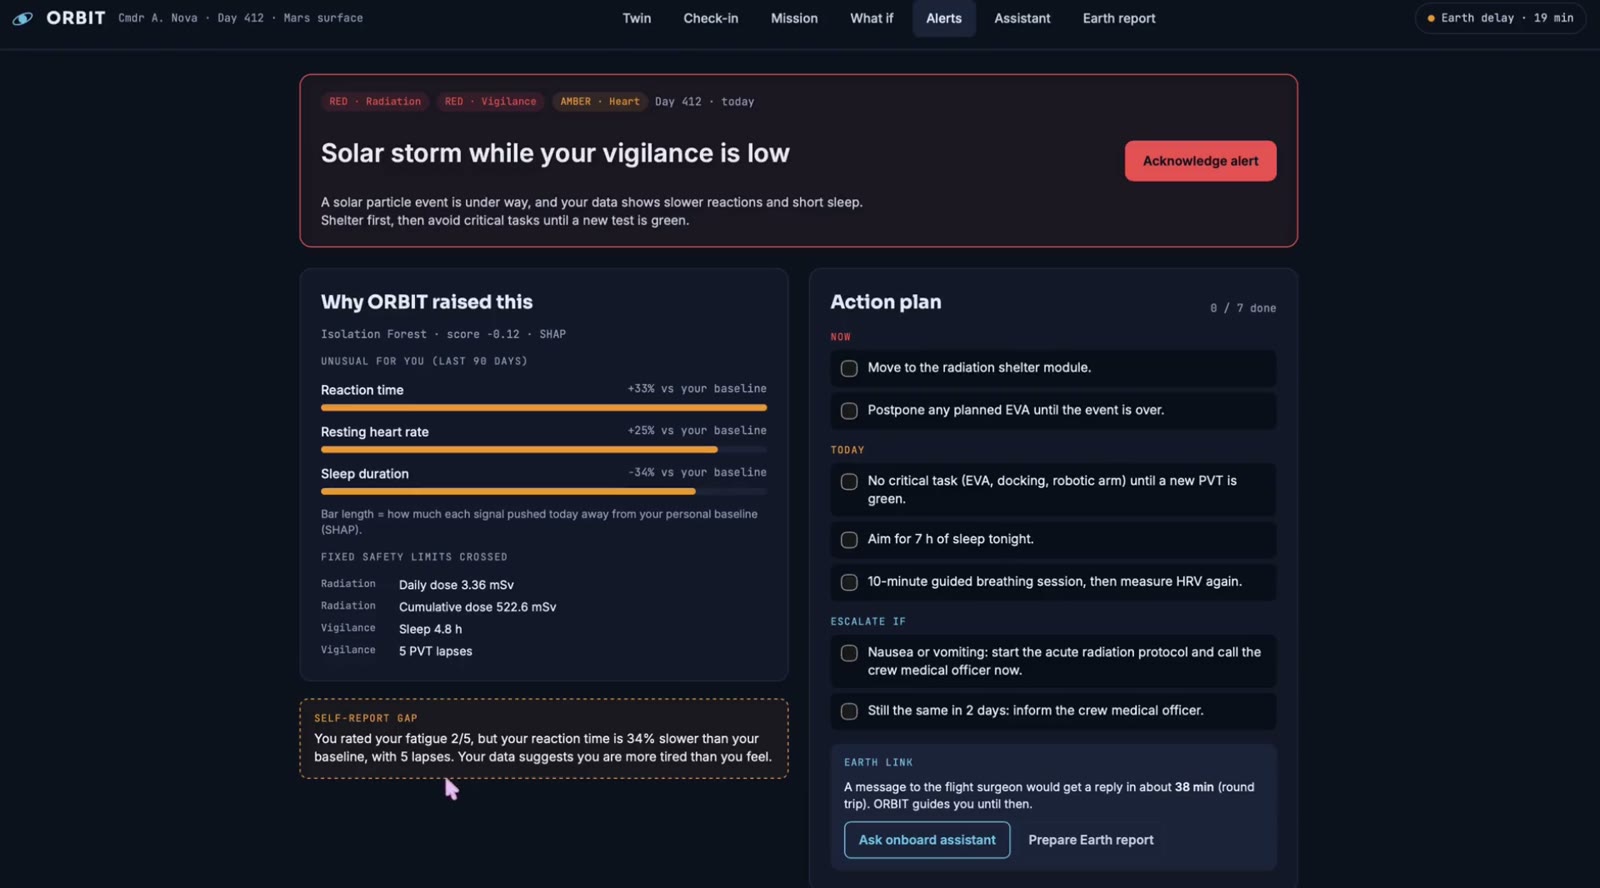 ORBIT Cmdr A. Nova · Day 412 · Mars surface
Twin Check-in Mission What if Alerts Assistant Earth report
Earth delay · 19 min
RED · Radiation RED · Vigilance AMBER · Heart Day 412 · today
Solar storm while your vigilance is low
Acknowledge alert
A solar particle event is under way, and your data shows slower reactions and short sleep.
Shelter first, then avoid critical tasks until a new test is green.
Why ORBIT raised this
Isolation Forest · score -0.12 · SHAP
UNUSUAL FOR YOU (LAST 90 DAYS)
Reaction time +33% vs your baseline
Resting heart rate +25% vs your baseline
Sleep duration -34% vs your baseline
Bar length = how much each signal pushed today away from your personal baseline
(SHAP).
FIXED SAFETY LIMITS CROSSED
Radiation Daily dose 3.36 mSv
Radiation Cumulative dose 522.6 mSv
Vigilance Sleep 4.8 h
Vigilance 5 PVT lapses
SELF-REPORT GAP
You rated your fatigue 2/5, but your reaction time is 34% slower than your
baseline, with 5 lapses. Your data suggests you are more tired than you feel.
Action plan 0 / 7 done
NOW
Move to the radiation shelter module.
Postpone any planned EVA until the event is over.
TODAY
No critical task (EVA, docking, robotic arm) until a new PVT is
green.
Aim for 7 h of sleep tonight.
10-minute guided breathing session, then measure HRV again.
ESCALATE IF
Nausea or vomiting: start the acute radiation protocol and call the
crew medical officer now.
Still the same in 2 days: inform the crew medical officer.
EARTH LINK
A message to the flight surgeon would get a reply in about 38 min (round
trip). ORBIT guides you until then.
Ask onboard assistant Prepare Earth report